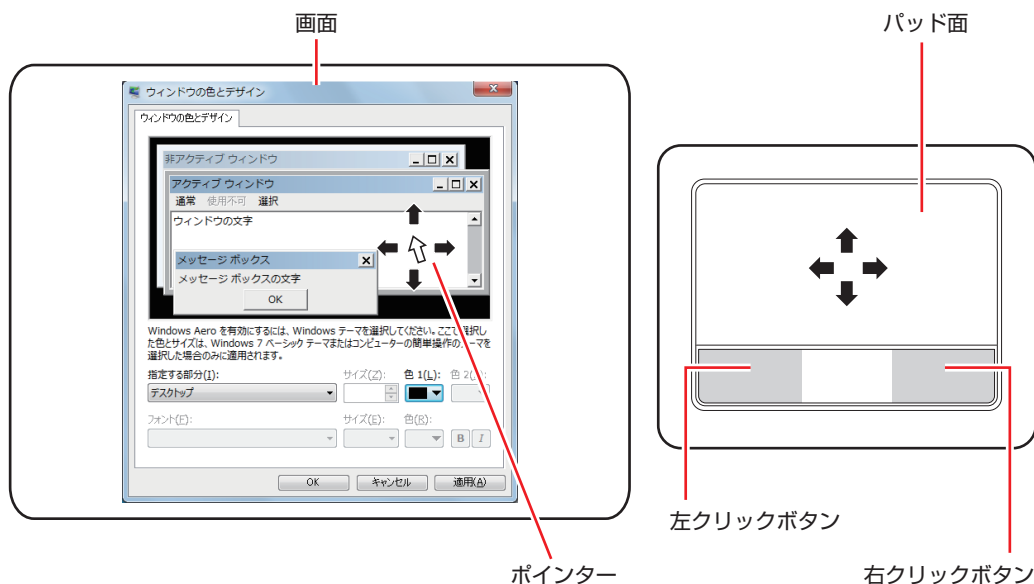 画面
パッド面
ウィンドウの色とデザイン
ウィンドウの色とデザイン
非アクティブ ウィンドウ
アクティブ ウィンドウ
通常 使用不可 選択
ウィンドウの文字
メッセージ ボックス
メッセージ ボックスの文字
OK
Windows Aero を有効にするには、Windows テーマを選択してください。ここで選択し
た色とサイズは、Windows 7 ベーシック テーマまたはコンピューターの簡単操作のテーマを
選択した場合のみに適用されます。
指定する部分(I): サイズ(Z): 色 1(L): 色 2(
デスクトップ
フォント(F): サイズ(E): 色(R):
B I
OK キャンセル 適用(A)
左クリックボタン
ポインター
右クリックボタン